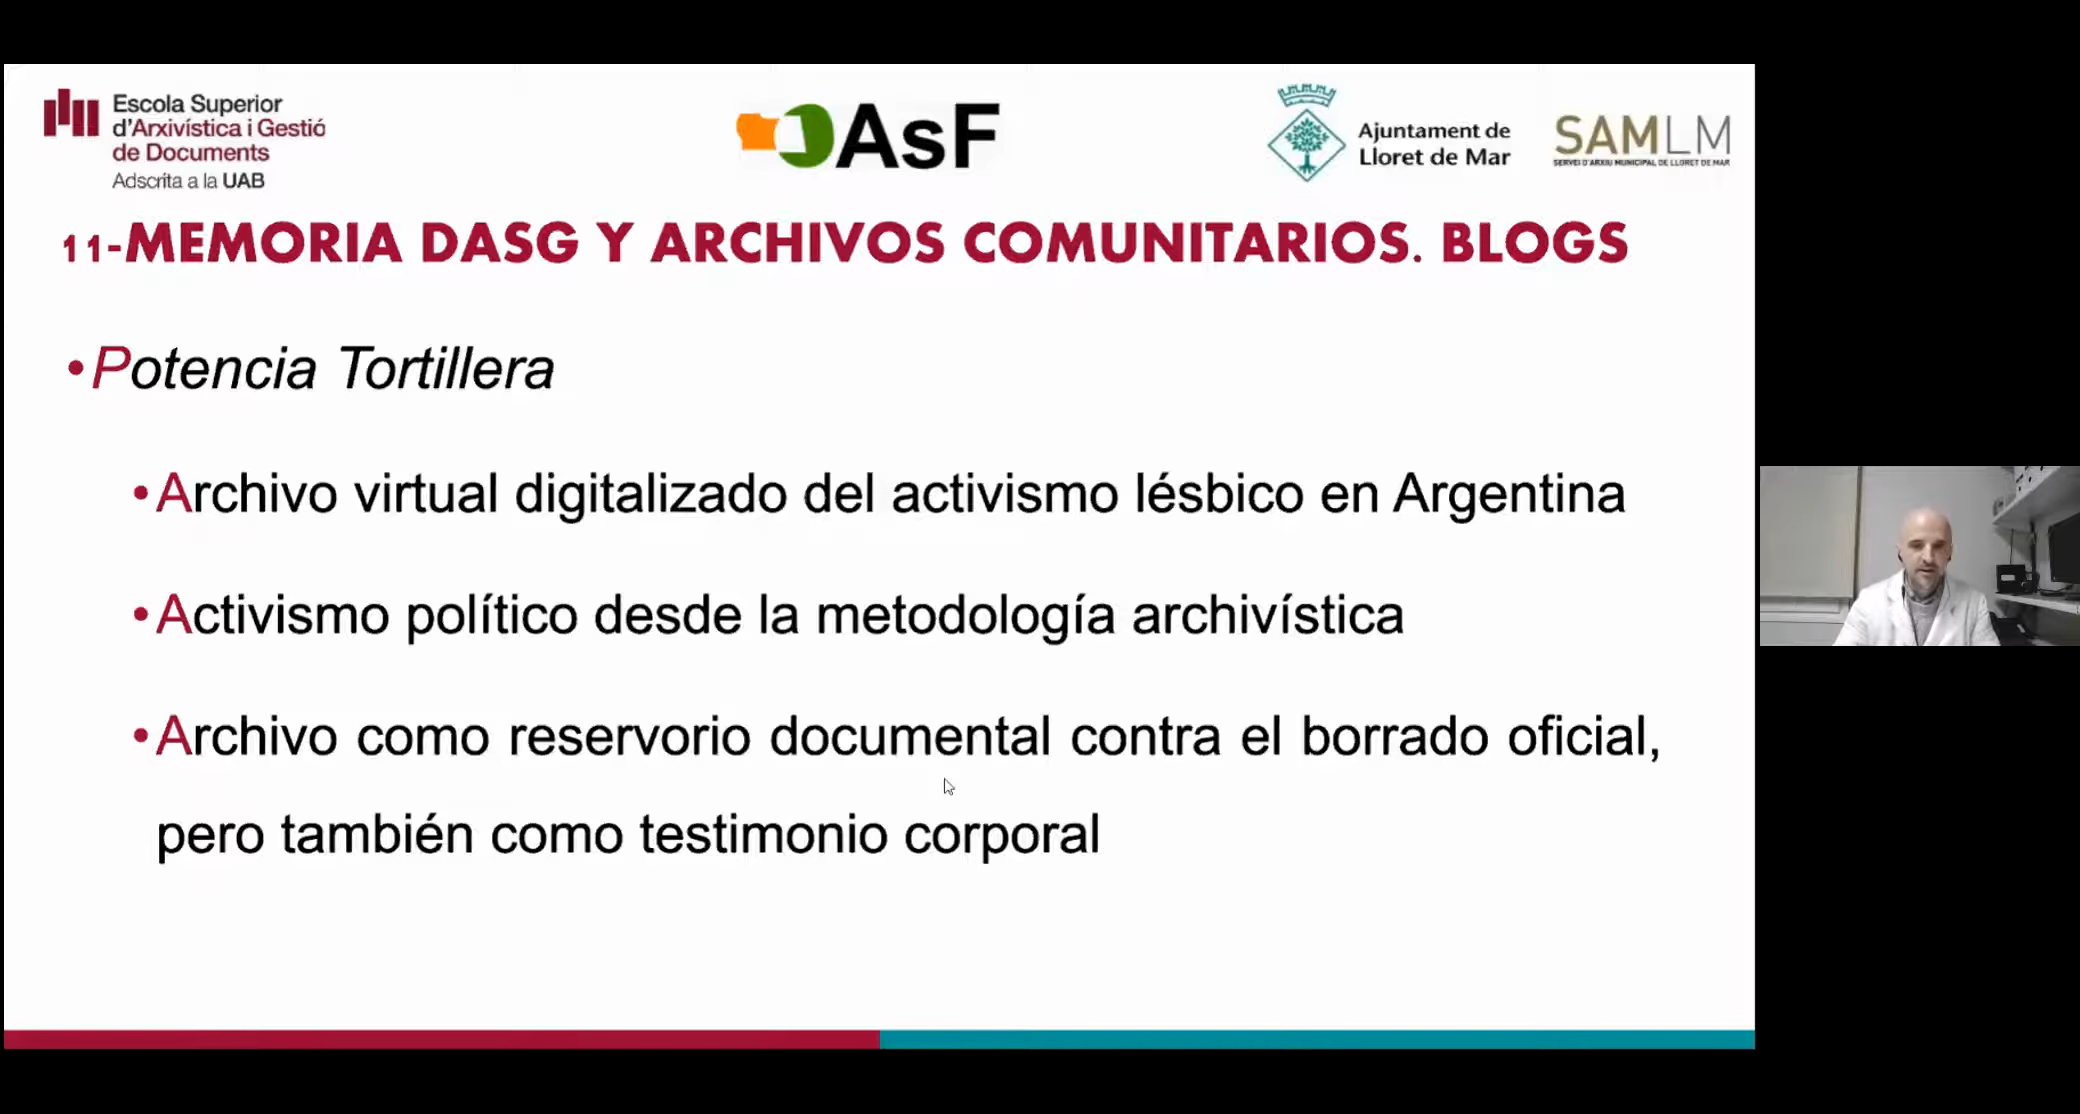 Escola Superior
d'Arxivística i Gestió
de Documents
Adscrita a la UAB
AsF
Ajuntament de
Lloret de Mar
SAMLM
SERVEI D'ARXIU MUNICIPAL DE LLORET DE MAR
11-MEMORIA DASG Y ARCHIVOS COMUNITARIOS. BLOGS
•Potencia Tortillera
•Archivo virtual digitalizado del activismo lésbico en Argentina
•Activismo político desde la metodología archivística
•Archivo como reservorio documental contra el borrado oficial,
pero también como testimonio corporal